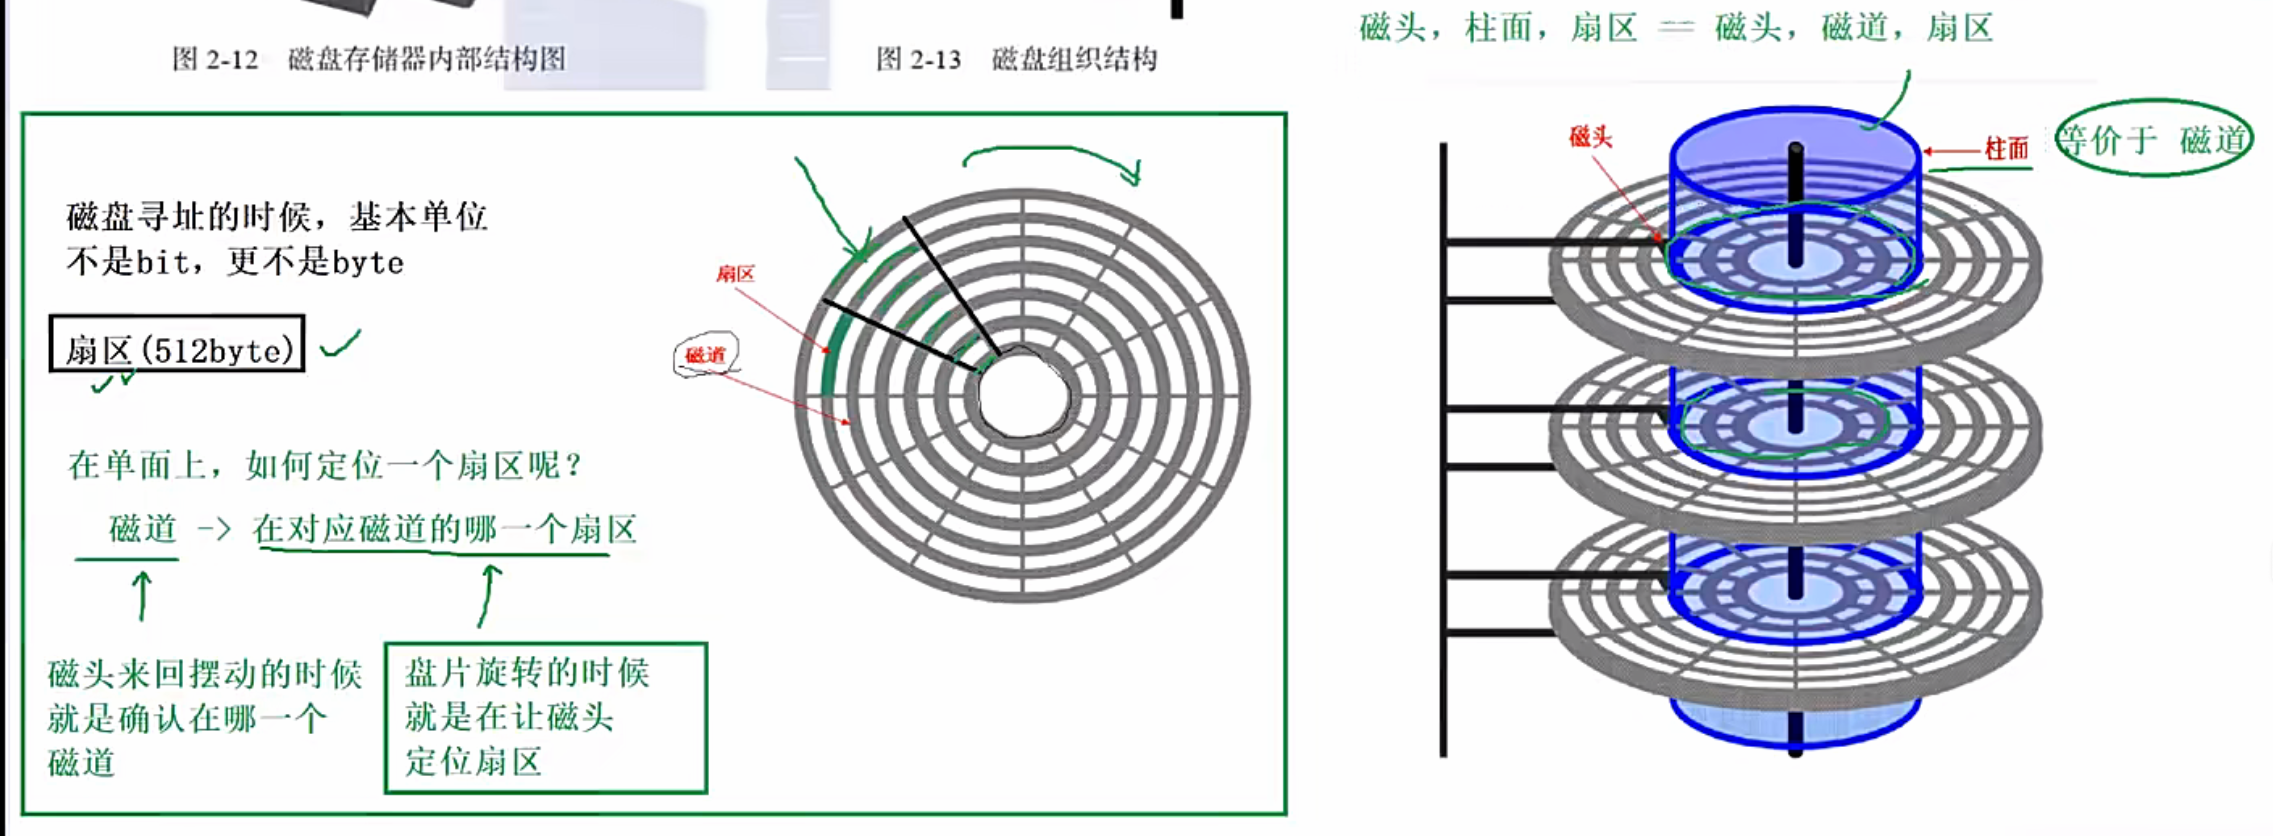 图 2-12 磁盘存储器内部结构图
图 2-13 磁盘组织结构
磁盘寻址的时候，基本单位
不是bit，更不是byte
扇区(512byte)
在单面上，如何定位一个扇区呢？
磁道 -> 在对应磁道的哪一个扇区
磁头来回摆动的时候
就是确认在哪一个
磁道
盘片旋转的时候
就是在让磁头
定位扇区
扇区
磁道
磁头，柱面，扇区 == 磁头，磁道，扇区
磁头
柱面
等价于 磁道